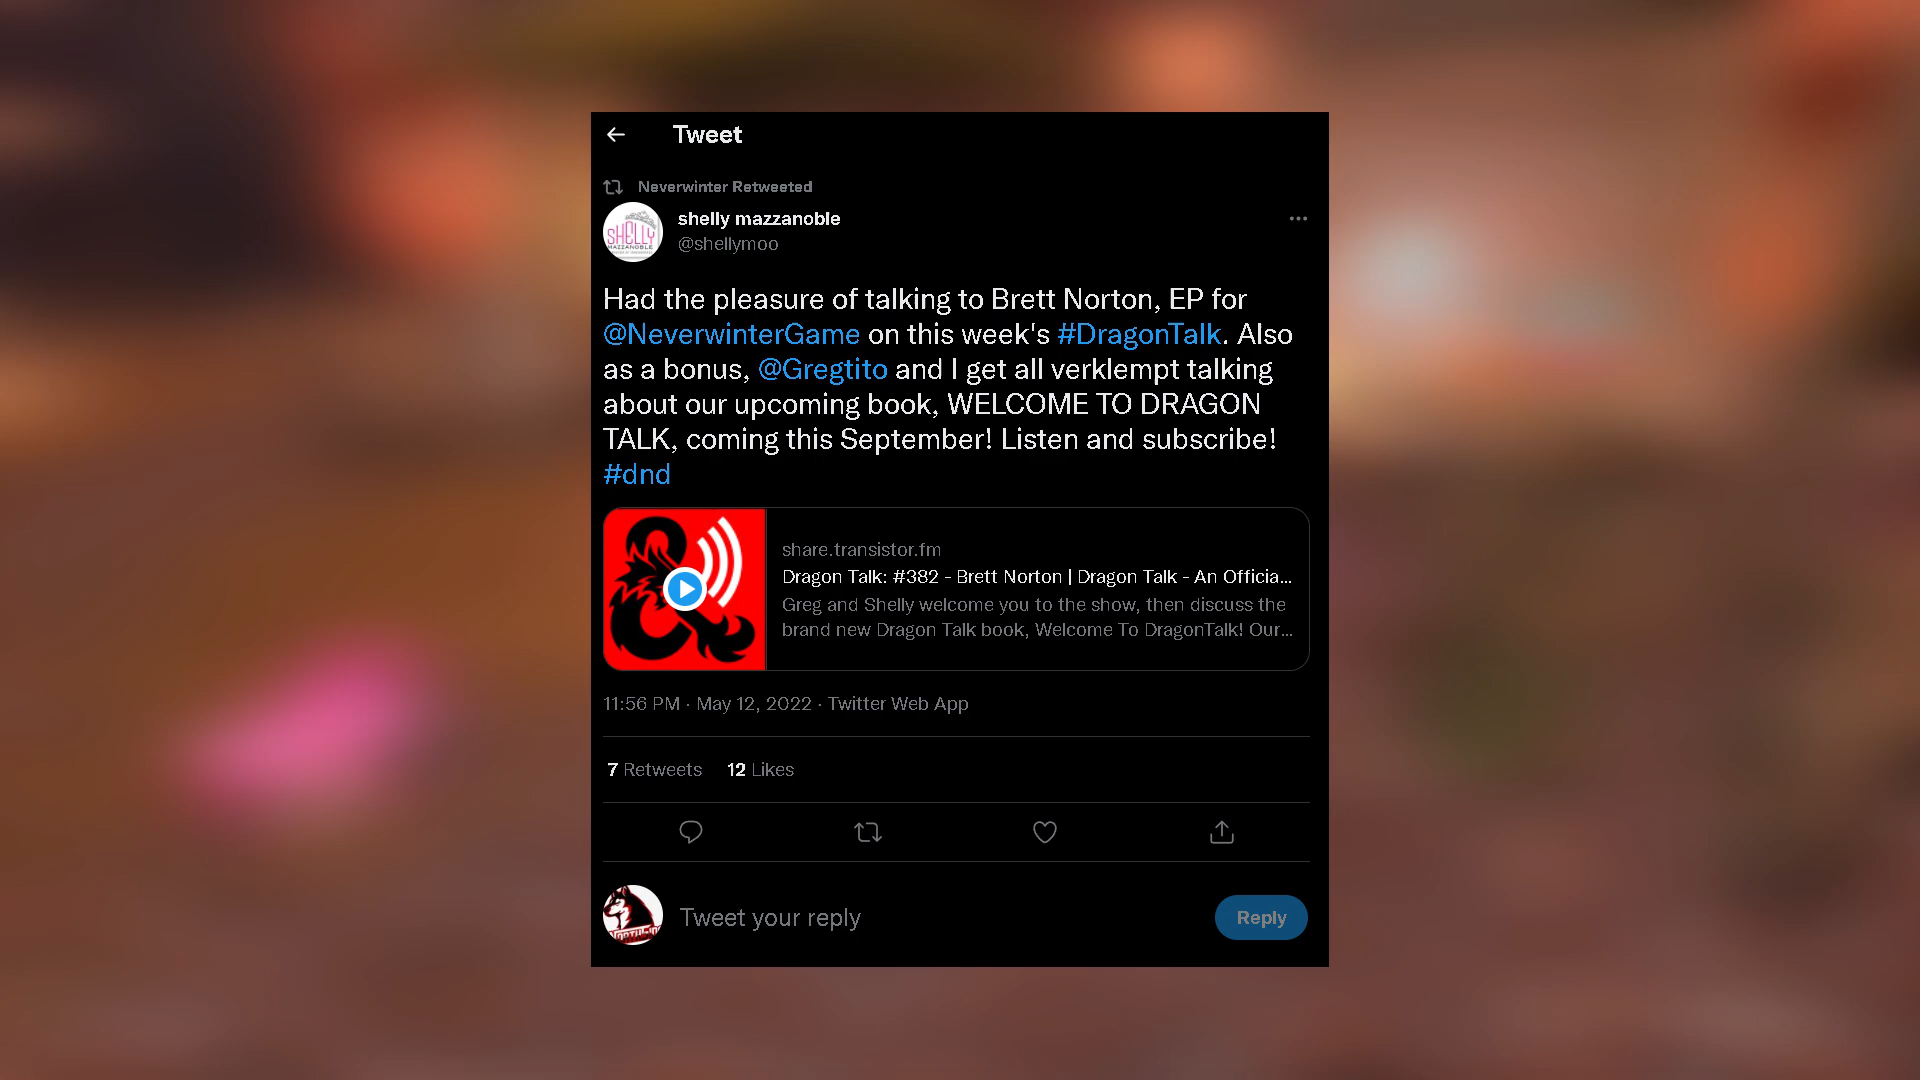 Tweet
Neverwinter Retweeted
SHELLY
MAZZANOBLE
shelly mazzanoble
@shellymoo
Had the pleasure of talking to Brett Norton, EP for
@NeverwinterGame on this week's #DragonTalk. Also
as a bonus, @Gregtito and I get all verklempt talking
about our upcoming book, WELCOME TO DRAGON
TALK, coming this September! Listen and subscribe!
#dnd
share.transistor.fm
Dragon Talk: #382 - Brett Norton | Dragon Talk - An Officia...
Greg and Shelly welcome you to the show, then discuss the
brand new Dragon Talk book, Welcome To DragonTalk! Our...
11:56 PM · May 12, 2022 · Twitter Web App
7 Retweets 12 Likes
Tweet your reply
Reply